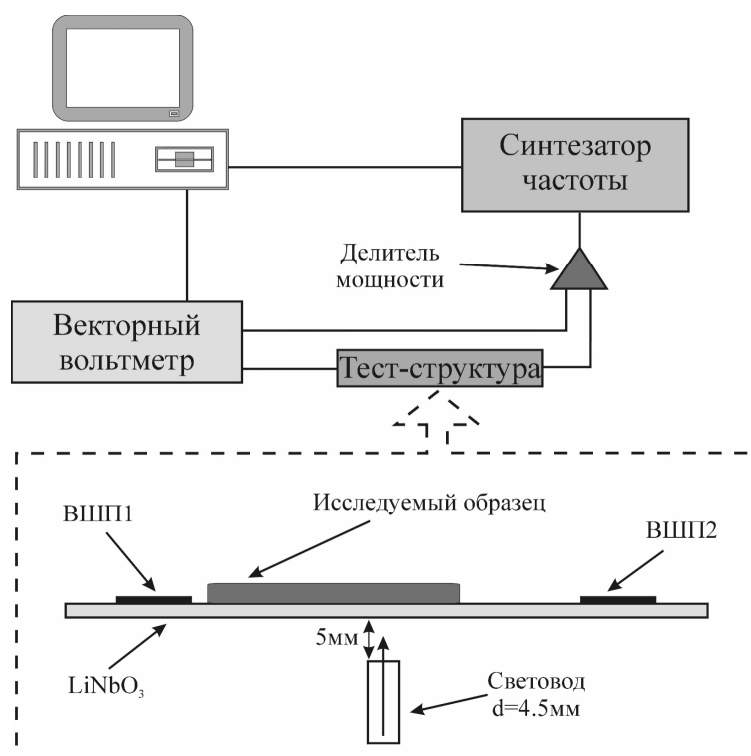 Синтезатор
частоты
Делитель
мощности
Векторный
вольтметр
Тест-структура
Исследуемый образец
ВШП1
ВШП2
5мм
LiNbO₃
Световод
d=4.5мм